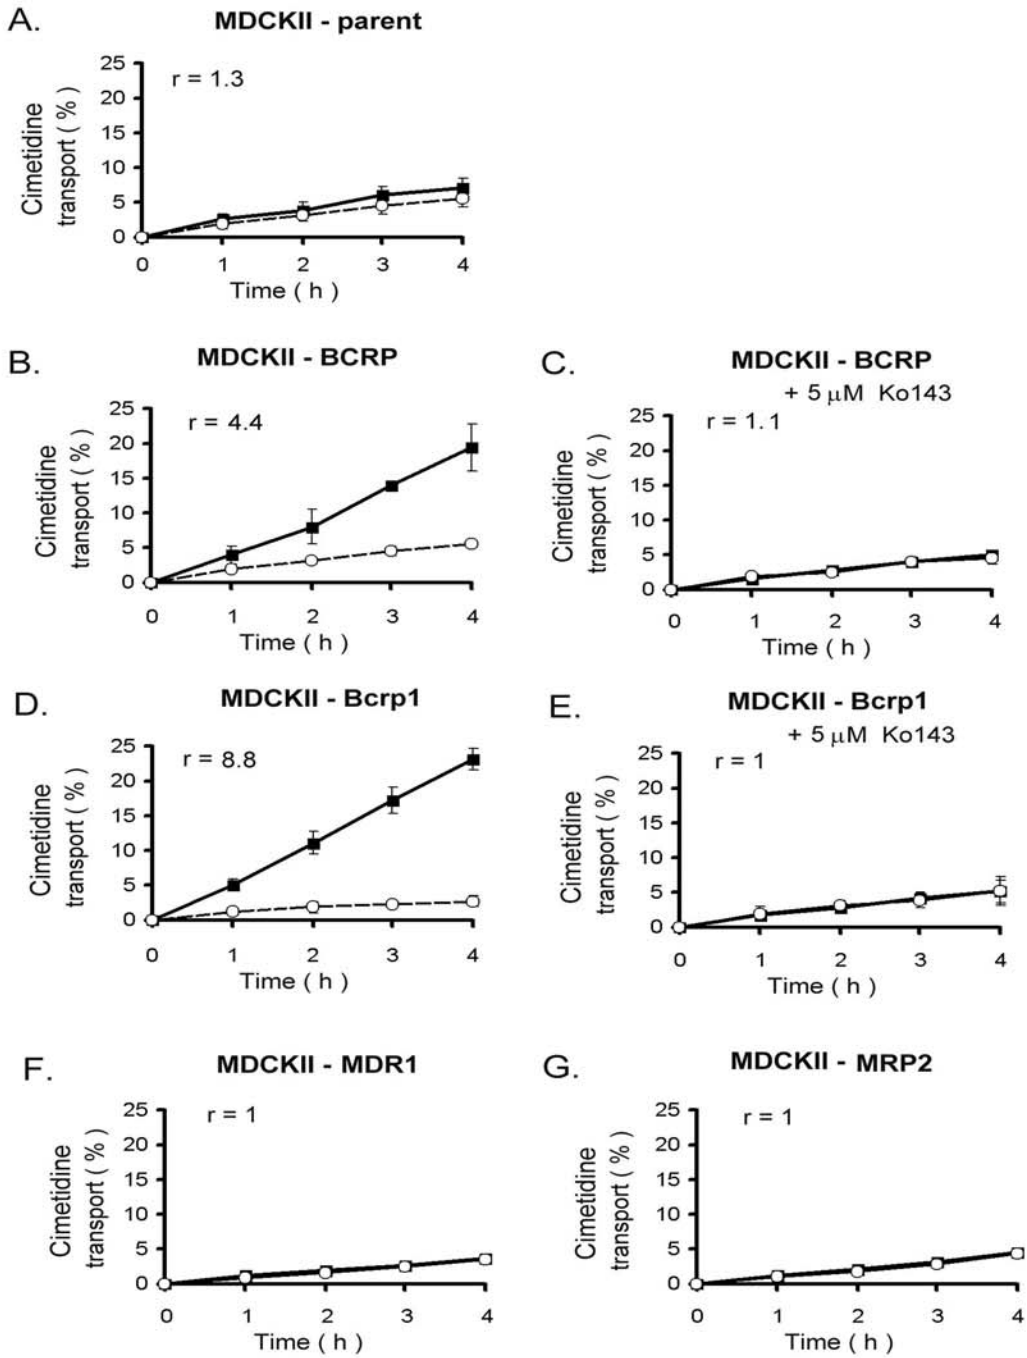 A.
MDCKII - parent
r = 1.3
Cimetidine
transport ( % )
25
20
15
10
5
0
0 1 2 3 4
Time ( h )
B.
MDCKII - BCRP
r = 4.4
Cimetidine
transport ( % )
25
20
15
10
5
0
0 1 2 3 4
Time ( h )
C.
MDCKII - BCRP
+ 5 μM Ko143
r = 1.1
Cimetidine
transport ( % )
25
20
15
10
5
0
0 1 2 3 4
Time ( h )
D.
MDCKII - Bcrp1
r = 8.8
Cimetidine
transport ( % )
25
20
15
10
5
0
0 1 2 3 4
Time ( h )
E.
MDCKII - Bcrp1
+ 5 μM Ko143
r = 1
Cimetidine
transport ( % )
25
20
15
10
5
0
0 1 2 3 4
Time ( h )
F.
MDCKII - MDR1
r = 1
Cimetidine
transport ( % )
25
20
15
10
5
0
0 1 2 3 4
Time ( h )
G.
MDCKII - MRP2
r = 1
Cimetidine
transport ( % )
25
20
15
10
5
0
0 1 2 3 4
Time ( h )